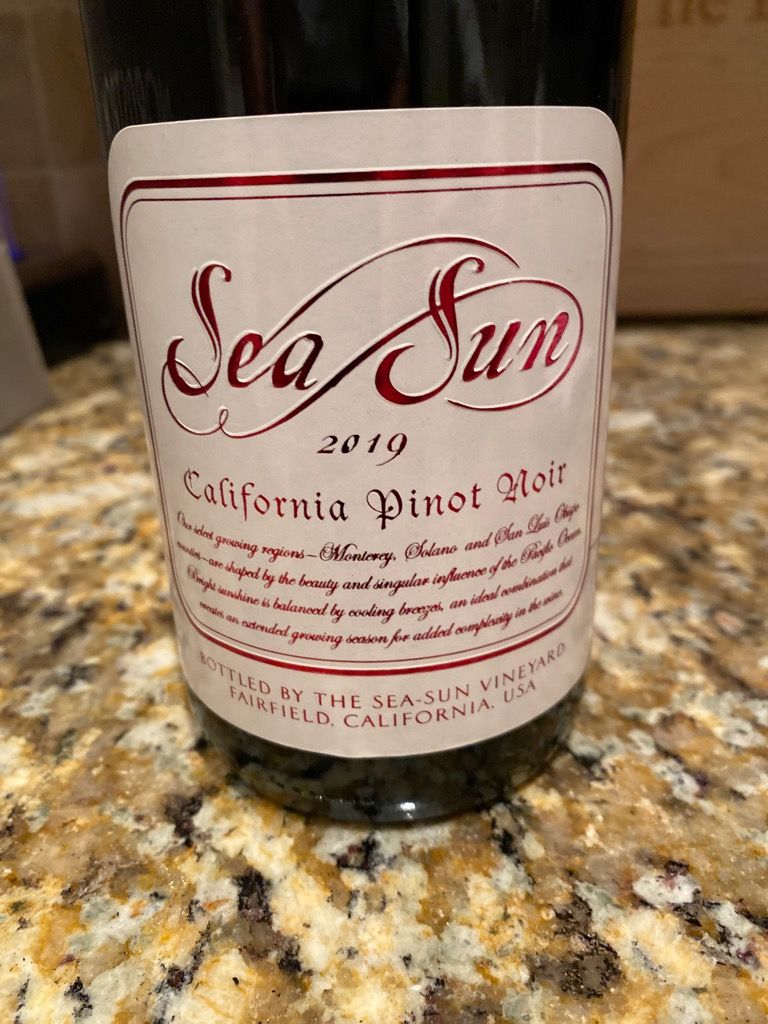 Sea Sun
2019
California Pinot Noir
Our select growing regions—Monterey, Solano and San Luis Obispo
counties—are shaped by the beauty and singular influence of the Pacific Ocean.
Bright sunshine is balanced by cooling breezes, an ideal combination that
creates an extended growing season for added complexity in the wine.
BOTTLED BY THE SEA-SUN VINEYARD
FAIRFIELD, CALIFORNIA, USA